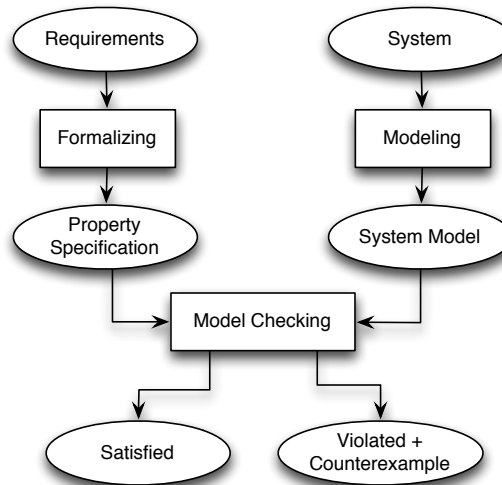 Requirements
System
Formalizing
Modeling
Property
Specification
System Model
Model Checking
Satisfied
Violated +
Counterexample